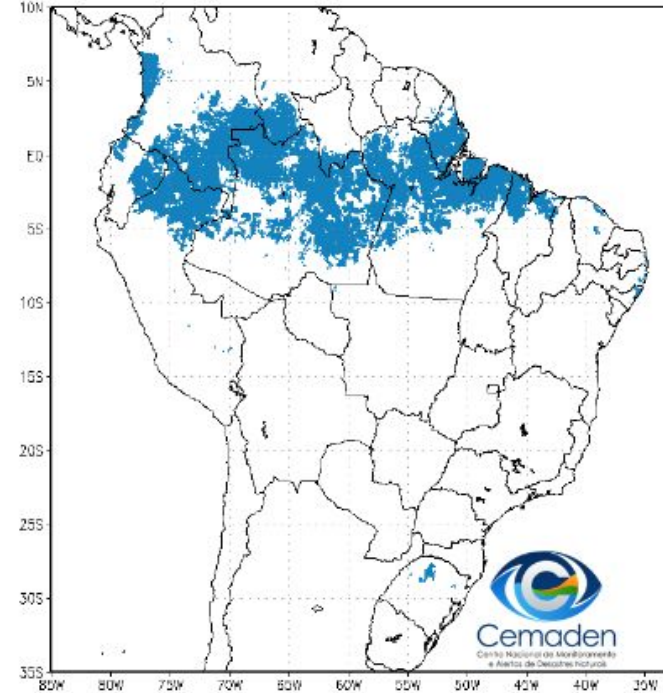 10N
5N
EQ
5S
10S
15S
20S
25S
30S
35S
85W 80W 75W 70W 65W 60W 55W 50W 45W 40W 35W
Cemaden
Centro Nacional de Monitoramento
e Alertas de Desastres Naturais